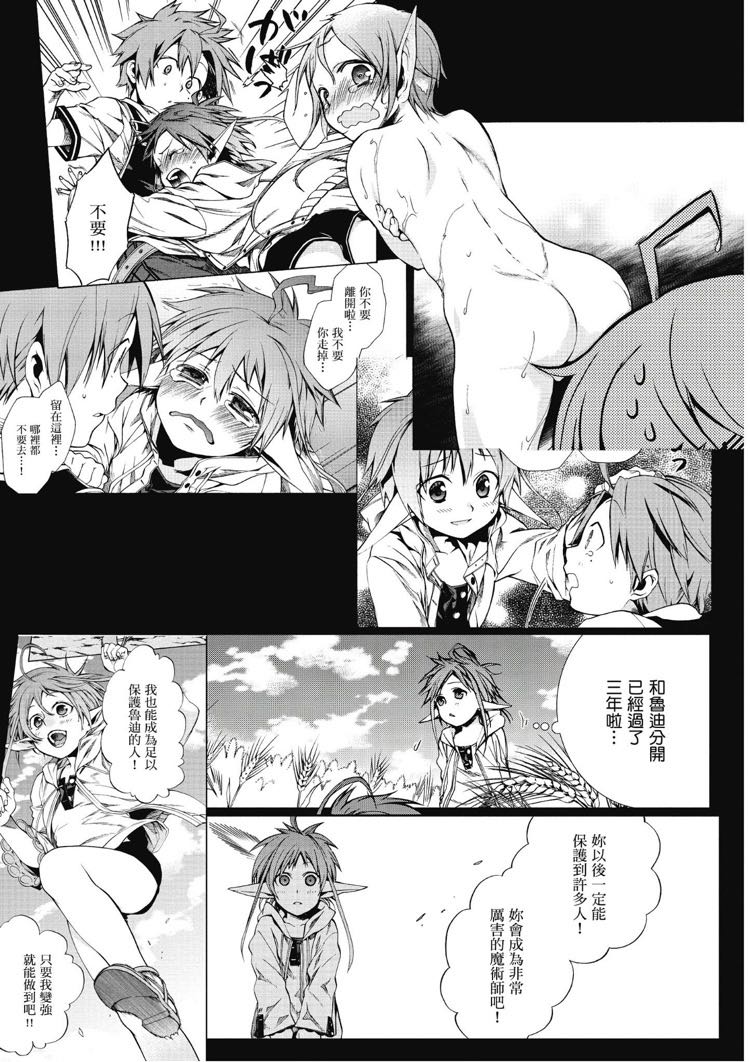 不要!!!
你不要
離開啦…
我不要
你走掉…
留在這裡…
哪裡都
不要去…!
和魯迪分開
已經過了
三年啦…
妳以後一定能
保護到許多人!
妳會成為非常
厲害的魔術師吧!
我也能成為足以
保護魯迪的人!
只要我變強
就能做到吧!!